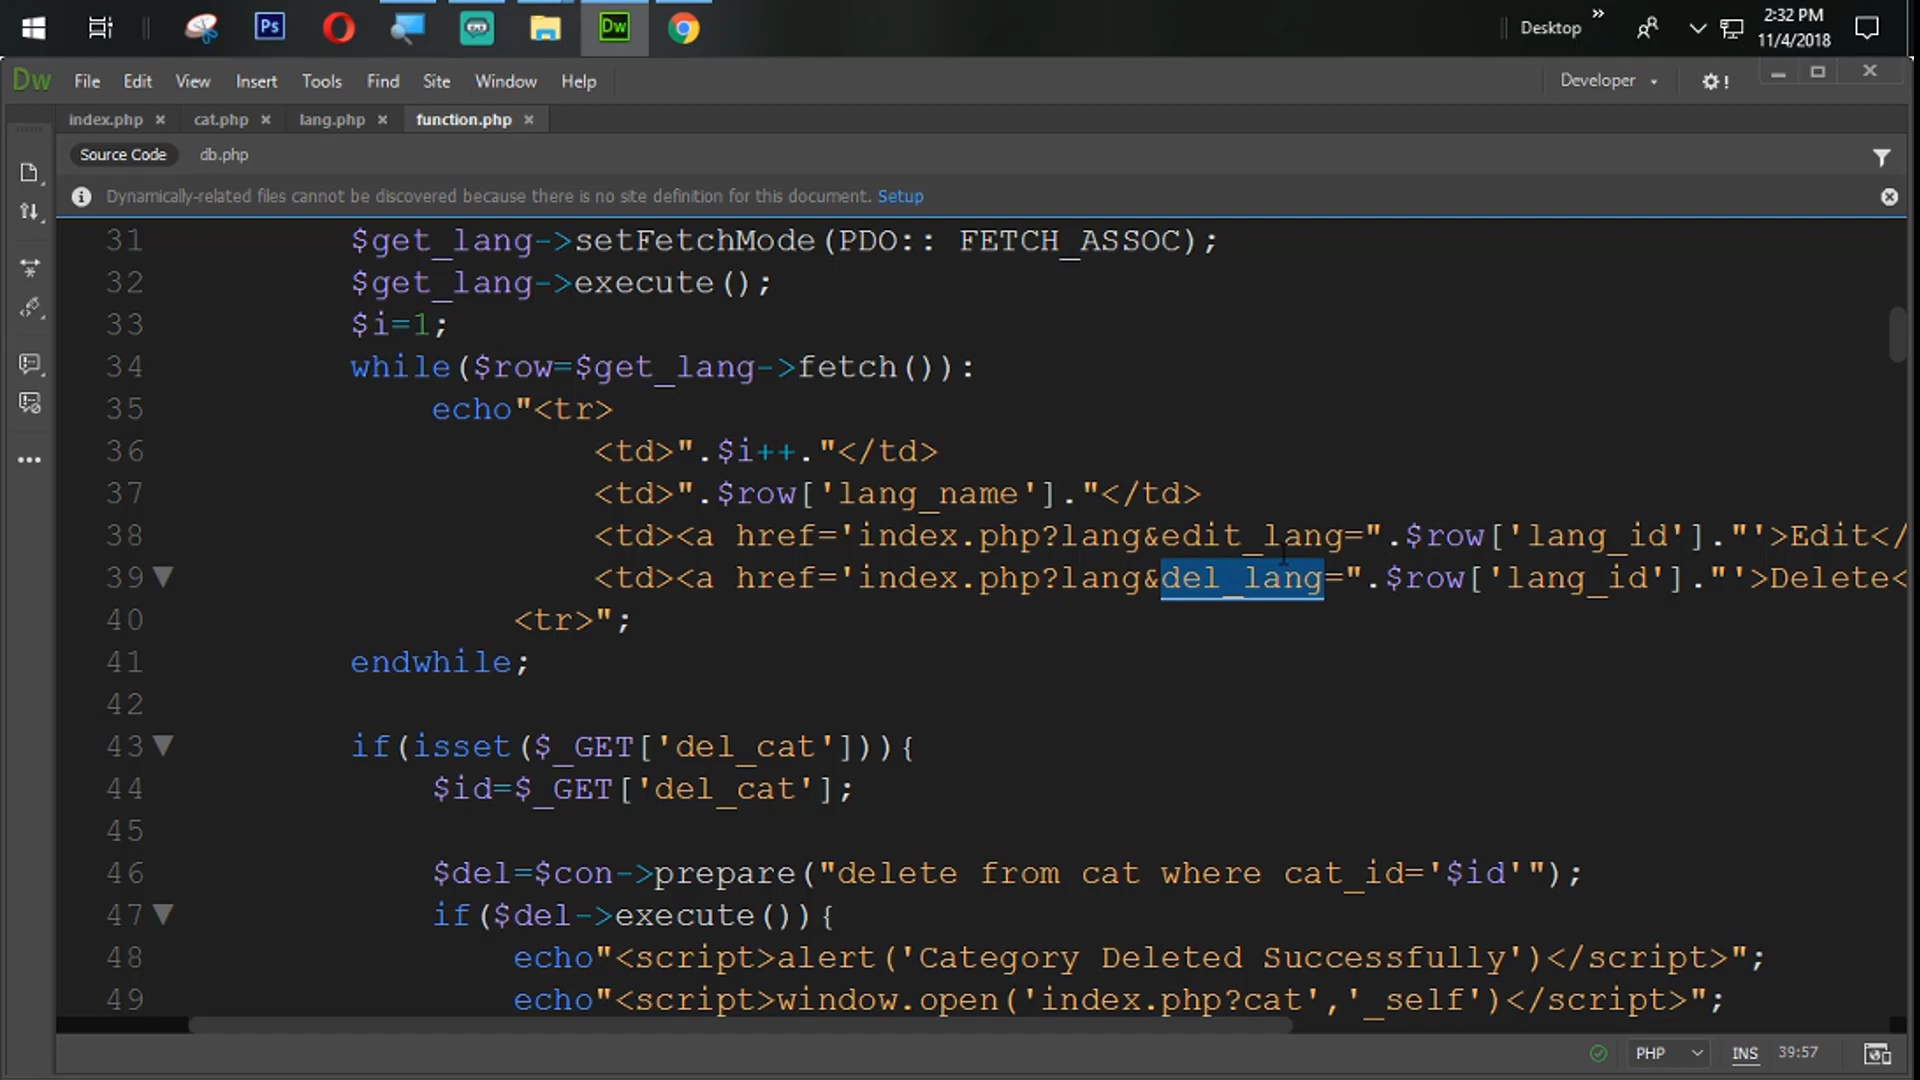 Ps
Dw
Desktop
»
2:32 PM
11/4/2018
Dw File Edit View Insert Tools Find Site Window Help
Developer
!
index.php × cat.php × lang.php × function.php ×
Source Code db.php
Dynamically-related files cannot be discovered because there is no site definition for this document. Setup
31 $get_lang->setFetchMode(PDO:: FETCH_ASSOC);
32 $get_lang->execute();
33 $i=1;
34 while($row=$get_lang->fetch()):
35 echo"<tr>
36 <td>".$i++."</td>
37 <td>".$row['lang_name']."</td>
38 <td><a href='index.php?lang&edit_lang=".$row['lang_id']."'>Edit</
39 <td><a href='index.php?lang&del_lang=".$row['lang_id']."'>Delete<
40 <tr>";
41 endwhile;
42
43 if(isset($_GET['del_cat'])){
44 $id=$_GET['del_cat'];
45
46 $del=$con->prepare("delete from cat where cat_id='$id'");
47 if($del->execute()){
48 echo"<script>alert('Category Deleted Successfully')</script>";
49 echo"<script>window.open('index.php?cat','_self')</script>";
PHP INS 39:57